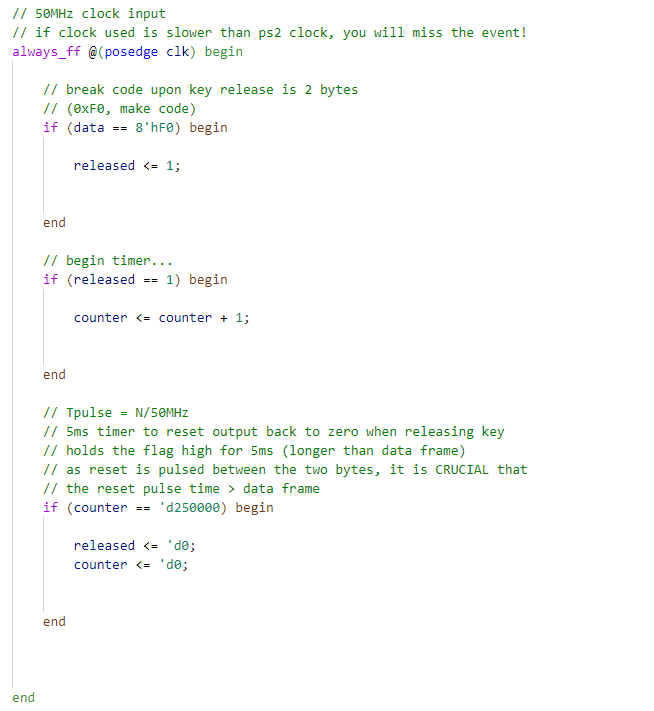 // 50MHz clock input
// if clock used is slower than ps2 clock, you will miss the event!
always_ff @(posedge clk) begin
// break code upon key release is 2 bytes
// (0xF0, make code)
if (data == 8'hF0) begin
released <= 1;
end
// begin timer...
if (released == 1) begin
counter <= counter + 1;
end
// Tpulse = N/50MHz
// 5ms timer to reset output back to zero when releasing key
// holds the flag high for 5ms (longer than data frame)
// as reset is pulsed between the two bytes, it is CRUCIAL that
// the reset pulse time > data frame
if (counter == 'd250000) begin
released <= 'd0;
counter <= 'd0;
end
end